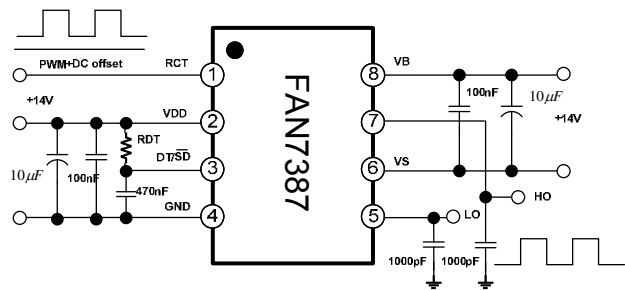 PWM+DC offset
RCT
1
+14V
VDD
2
RDT
DT/SD
3
10μF
100nF
470nF
GND
4
FAN7387
8
VB
100nF
10μF
+14V
7
6
VS
HO
5
LO
1000pF
1000pF